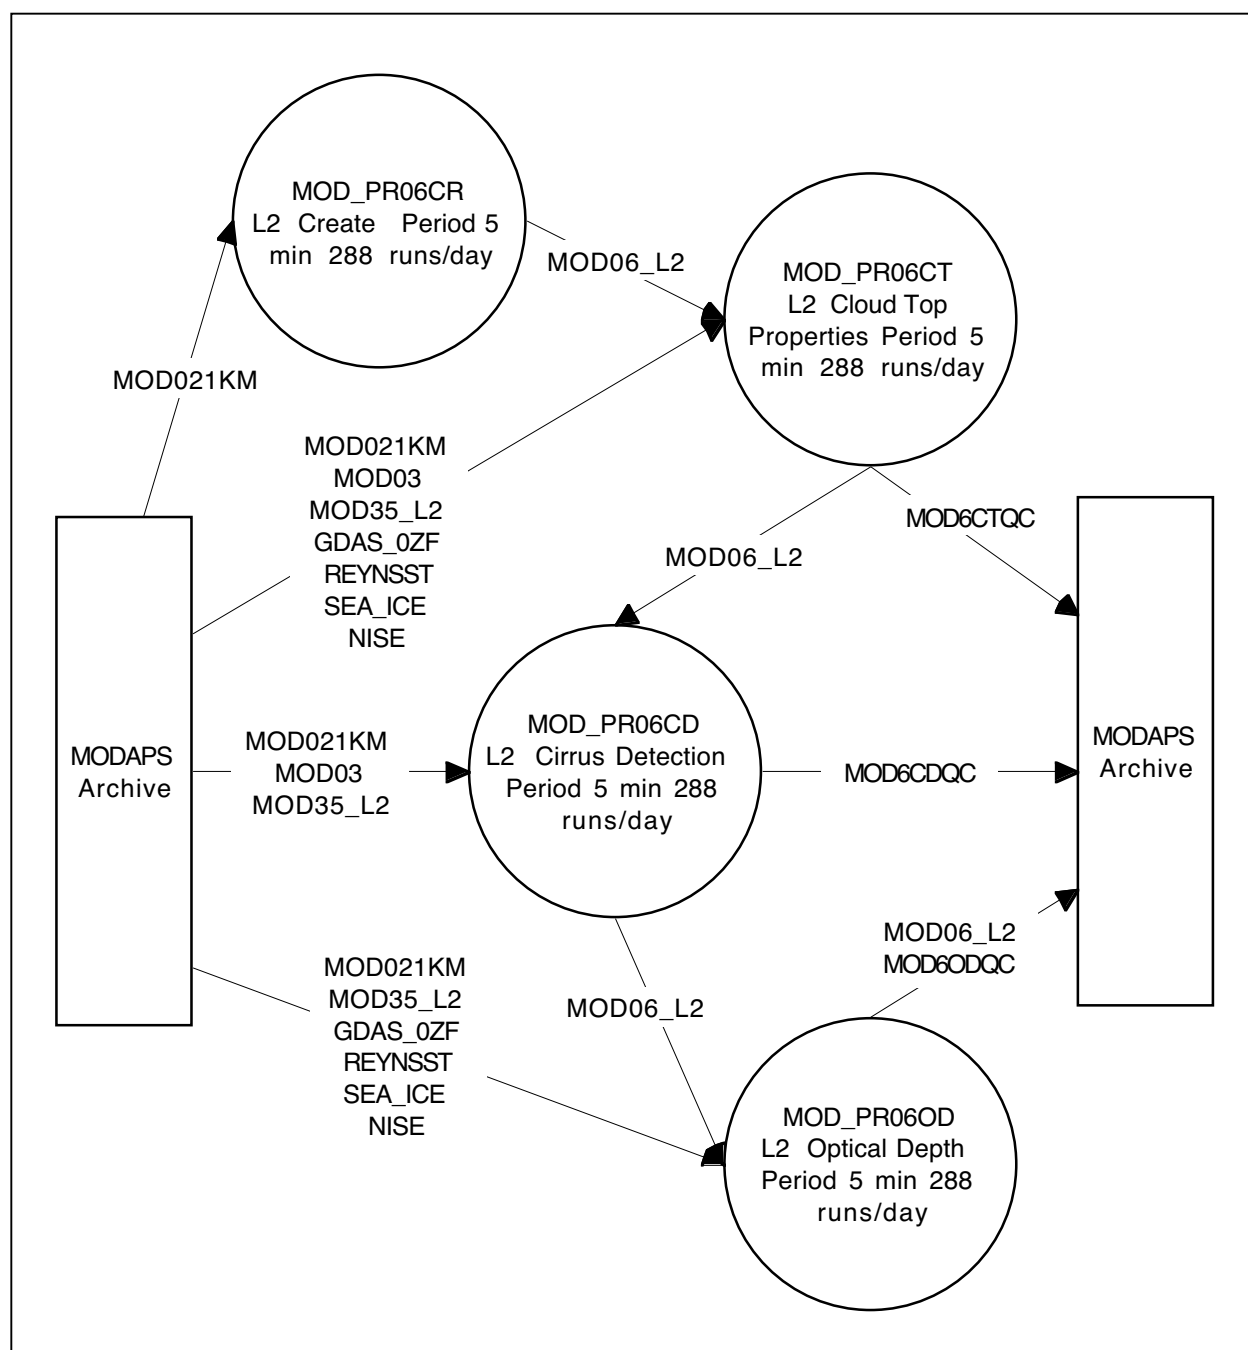 MOD_PR06CR
L2 Create Period 5
min 288 runs/day
MOD06_L2
MOD_PR06CT
L2 Cloud Top
Properties Period 5
min 288 runs/day
MOD021KM
MOD021KM
MOD03
MOD35_L2
GDAS_0ZF
REYNSST
SEA_ICE
NISE
MOD6CTQC
MOD06_L2
MODAPS
Archive
MOD021KM
MOD03
MOD35_L2
MOD_PR06CD
L2 Cirrus Detection
Period 5 min 288
runs/day
MOD6CDQC
MODAPS
Archive
MOD021KM
MOD35_L2
GDAS_0ZF
REYNSST
SEA_ICE
NISE
MOD06_L2
MOD06_L2
MOD6ODQC
MOD_PR06OD
L2 Optical Depth
Period 5 min 288
runs/day